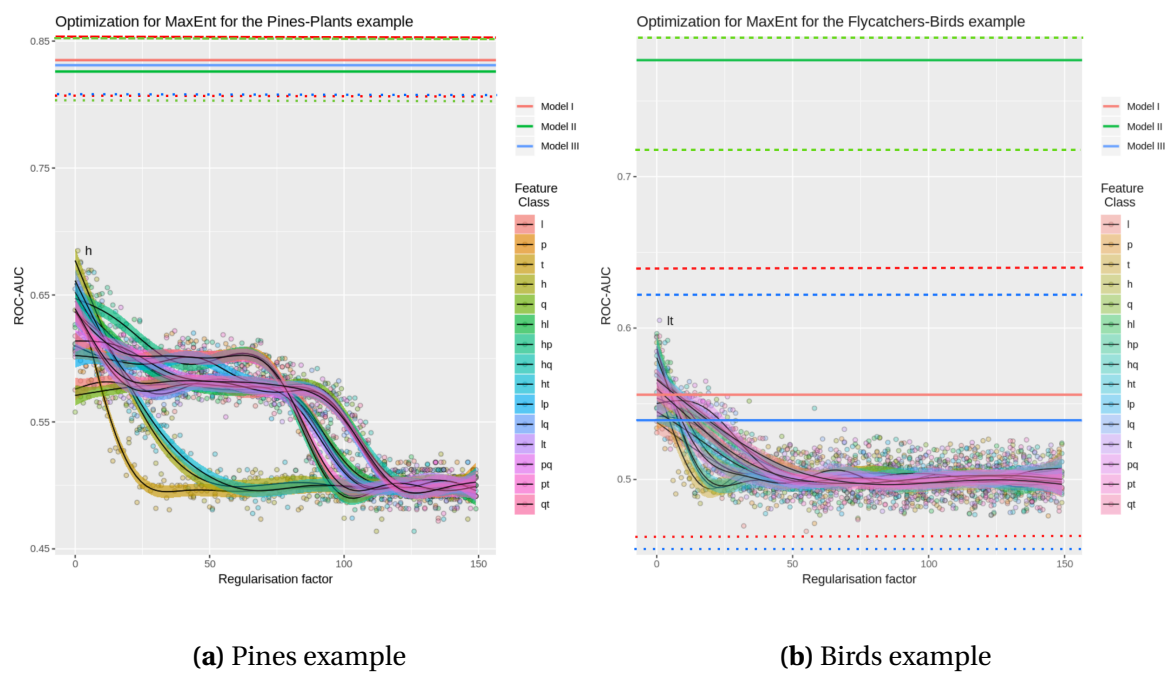 Optimization for MaxEnt for the Pines-Plants example
0.85
0.75
0.65
0.55
0.45
ROC-AUC
h
0
50
100
150
Regularisation factor
Model I
Model II
Model III
Feature
Class
l
p
t
h
q
hl
hp
hq
ht
lp
lq
lt
pq
pt
qt
(a) Pines example
Optimization for MaxEnt for the Flycatchers-Birds example
0.7
0.6
0.5
ROC-AUC
lt
0
50
100
150
Regularisation factor
Model I
Model II
Model III
Feature
Class
l
p
t
h
q
hl
hp
hq
ht
lp
lq
lt
pq
pt
qt
(b) Birds example